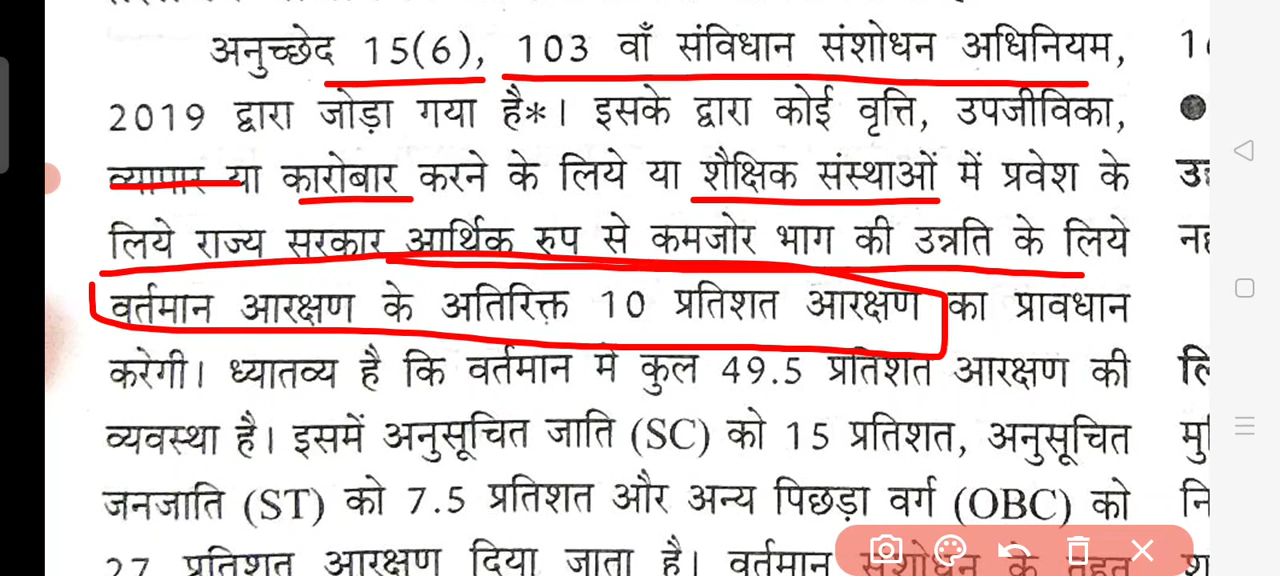 अनुच्छेद 15(6), 103 वाँ संविधान संशोधन अधिनियम,
2019 द्वारा जोड़ा गया है*। इसके द्वारा कोई वृत्ति, उपजीविका,
व्यापार या कारोबार करने के लिये या शैक्षिक संस्थाओं में प्रवेश के
लिये राज्य सरकार आर्थिक रुप से कमजोर भाग की उन्नति के लिये
वर्तमान आरक्षण के अतिरिक्त 10 प्रतिशत आरक्षण का प्रावधान
करेगी। ध्यातव्य है कि वर्तमान में कुल 49.5 प्रतिशत आरक्षण की
व्यवस्था है। इसमें अनुसूचित जाति (SC) को 15 प्रतिशत, अनुसूचित
जनजाति (ST) को 7.5 प्रतिशत और अन्य पिछड़ा वर्ग (OBC) को
27 प्रतिशत आरक्षण दिया जाता है। वर्तमान संशोधन के तहत